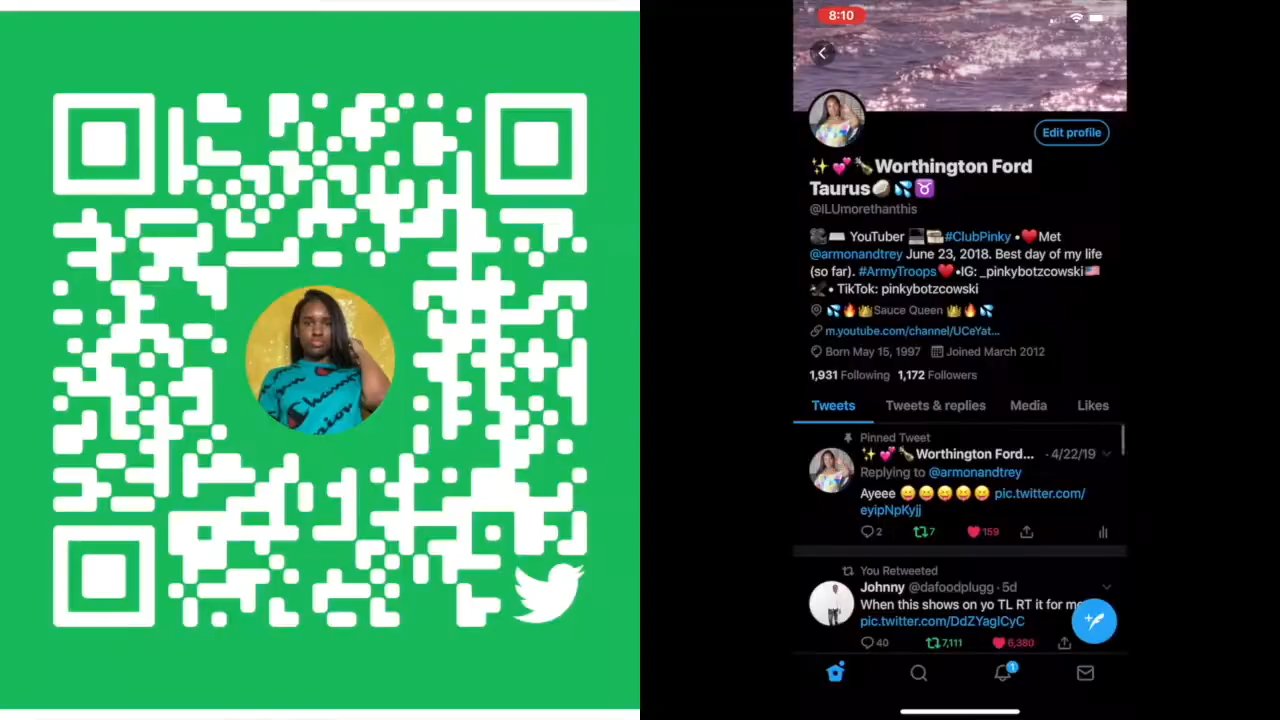 Champion
8:10
Edit profile
✨💕🍾Worthington Ford
Taurus🥥💦♉
@ILUmorethanthis
🎥⌨️ YouTuber 💻📼#ClubPinky •❤️Met
@armonandtrey June 23, 2018. Best day of my life
(so far). #ArmyTroops❤️•IG: _pinkybotzcowski🇺🇸
• TikTok: pinkybotzcowski
💦🔥👑Sauce Queen 👑🔥💦
m.youtube.com/channel/UCeYat...
Born May 15, 1997 Joined March 2012
1,931 Following 1,172 Followers
Tweets Tweets & replies Media Likes
Pinned Tweet
✨💕🍾Worthington Ford... · 4/22/19
Replying to @armonandtrey
Ayeee 😛😛😛😛😛 pic.twitter.com/
eyipNpKyjj
2 7 159
You Retweeted
Johnny @dafoodplugg · 5d
When this shows on yo TL RT it for me
pic.twitter.com/DdZYagICyC
40 7,111 6,380
1